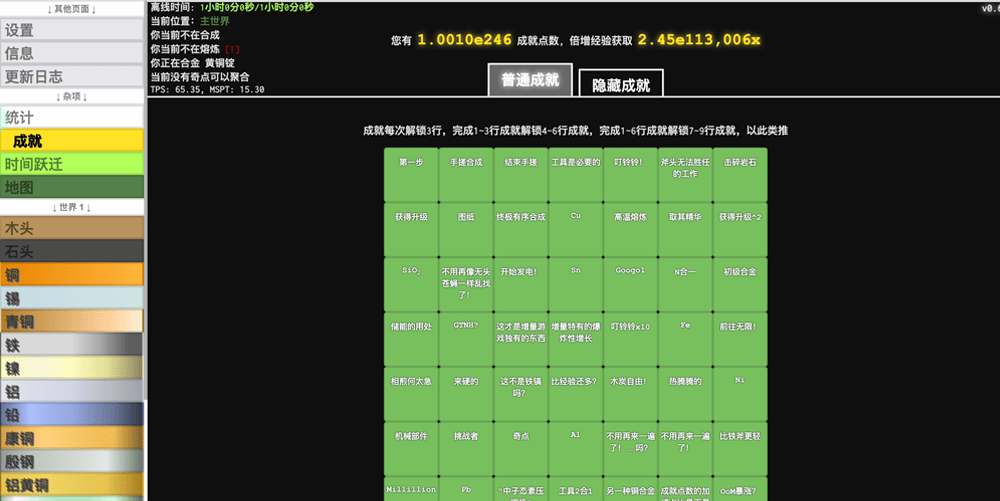 ↓ 其他页面 ↓
设置
信息
更新日志
↓ 杂项 ↓
统计
成就
时间跃迁
地图
↓ 世界 1 ↓
木头
石头
铜
锡
青铜
铁
镍
铝
铅
康铜
殷钢
铝黄铜
离线时间: 1小时0分0秒/1小时0分0秒
当前位置: 主世界
你当前不在合成
你当前不在熔炼 [!]
你正在合金 黄铜锭
当前没有奇点可以聚合
TPS: 65.35, MSPT: 15.30
您有 1.0010e246 成就点数, 倍增经验获取 2.45e113,006x
普通成就
隐藏成就
成就每次解锁3行, 完成1~3行成就解锁4~6行成就, 完成1~6行成就解锁7~9行成就, 以此类推
第一步
手搓合成
结束手搓
工具是必要的
叮铃铃!
斧头无法胜任
的工作
击碎岩石
获得升级
图纸
终极有序合成
Cu
高温熔炼
取其精华
获得升级^2
不用再像无头
苍蝇一样乱找
了!
开始发电!
Sn
Googol
N合一
初级合金
储能的用处
GTNH?
这才是增量游
戏独有的东西
增量特有的爆
炸性增长
叮铃铃x10
Fe
前往无限!
相煎何太急
来硬的
这不是铁锅
吗?
比经验还多?
木炭自由!
热腾腾的
Ni
机械部件
挑战者
奇点
Al
不用再来一遍
了!……吗?
不用再来一遍
了!
比铁斧更轻
Millillion
Pb
"中子态素压
工具2合1
另一种铜合金
成就点数的加
OoM暴涨?